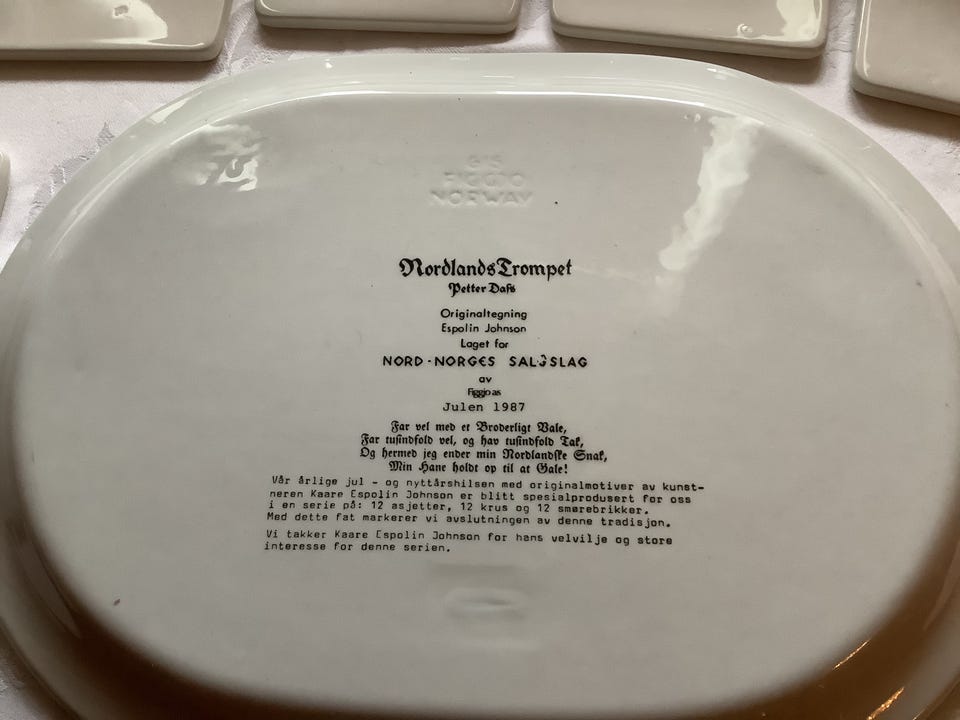 FIGGJO
NORWAY
Nordlands Trompet
Petter Dass
Originaltegning
Espolin Johnson
Laget for
NORD-NORGES SALGSLAG
av
Figgjo as
Julen 1987
Far vel med et Broderligt Vale,
Far tusindfold vel, og hav tusindfold Tak,
Og hermed jeg ender min Nordlandske Snak,
Min Hane holdt op til at Gale!
Vår årlige jul - og nyttårshilsen med originalmotiver av kunst-
neren Kaare Espolin Johnson er blitt spesialprodusert for oss
i en serie på: 12 asjetter, 12 krus og 12 smørebrikker.
Med dette fat markerer vi avslutningen av denne tradisjon.
Vi takker Kaare Espolin Johnson for hans velvilje og store
interesse for denne serien.